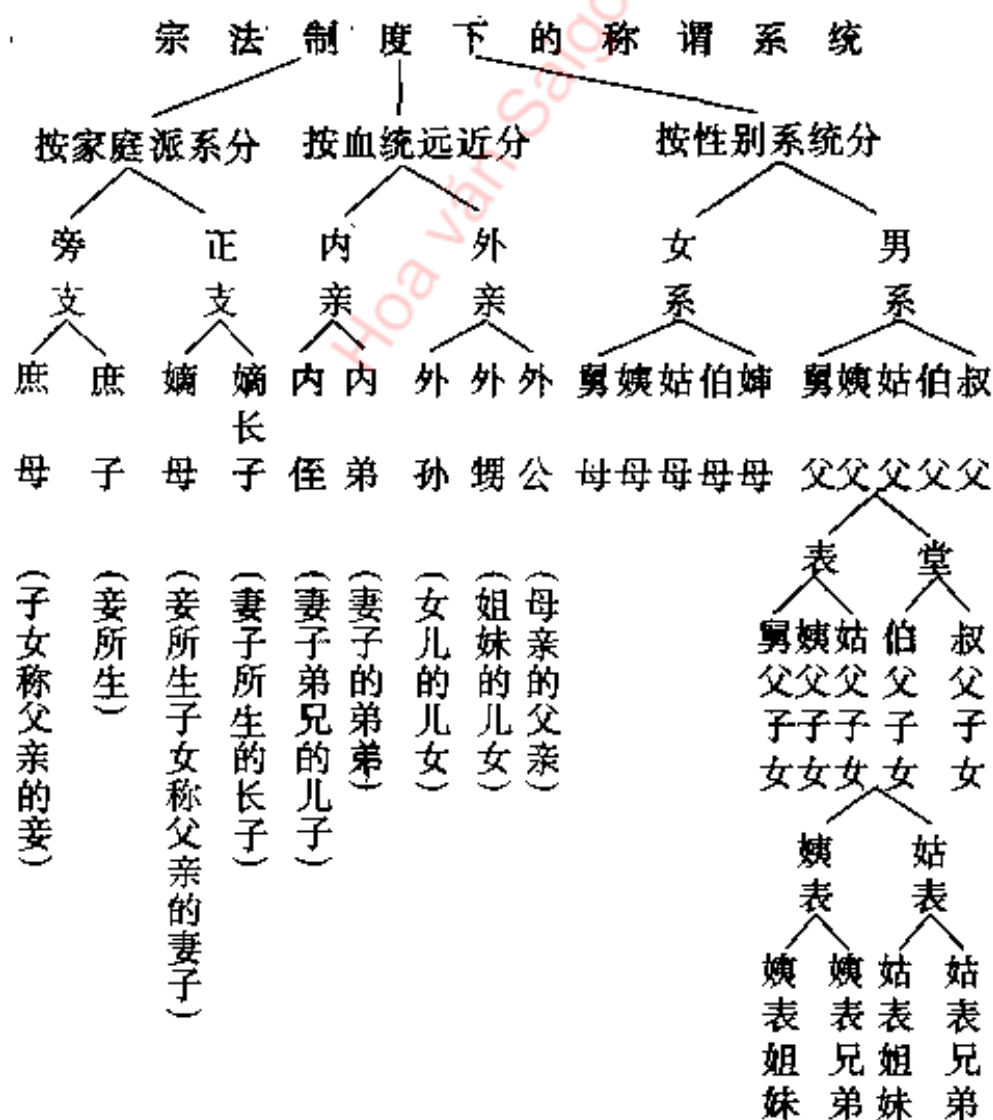 宗法制度下的称谓系统
按家庭派系分 按血统远近分 按性别系统分
旁支 正支 内亲 外亲 女系 男系
庶母 庶子 嫡母 嫡长子 内侄 内弟 外孙 外甥 外公 舅母 姨母 姑母 伯母 婶母 舅父 姨父 姑父 伯父 叔父
(子女称父亲的妾)
(妾所生)
(妾所生子女称父亲的妻子)
(妻子所生的长子)
(妻子弟兄的儿子)
(妻子的弟弟)
(女儿的儿女)
(姐妹的儿女)
(母亲的父亲)
表 堂
舅父子女 姨父子女 姑父子女 伯父子女 叔父子女
姨表 姑表
姨表姐妹 姨表兄弟 姑表姐妹 姑表兄弟
Hoa văn Saigo